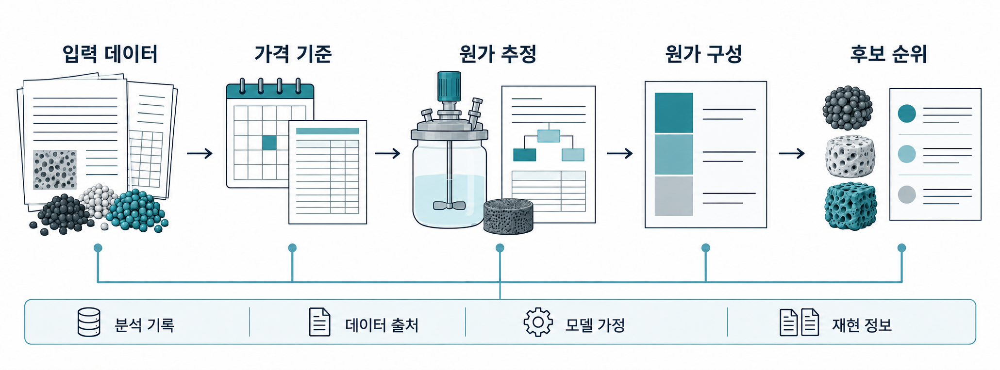 입력 데이터
가격 기준
원가 추정
원가 구성
후보 순위
분석 기록
데이터 출처
모델 가정
재현 정보